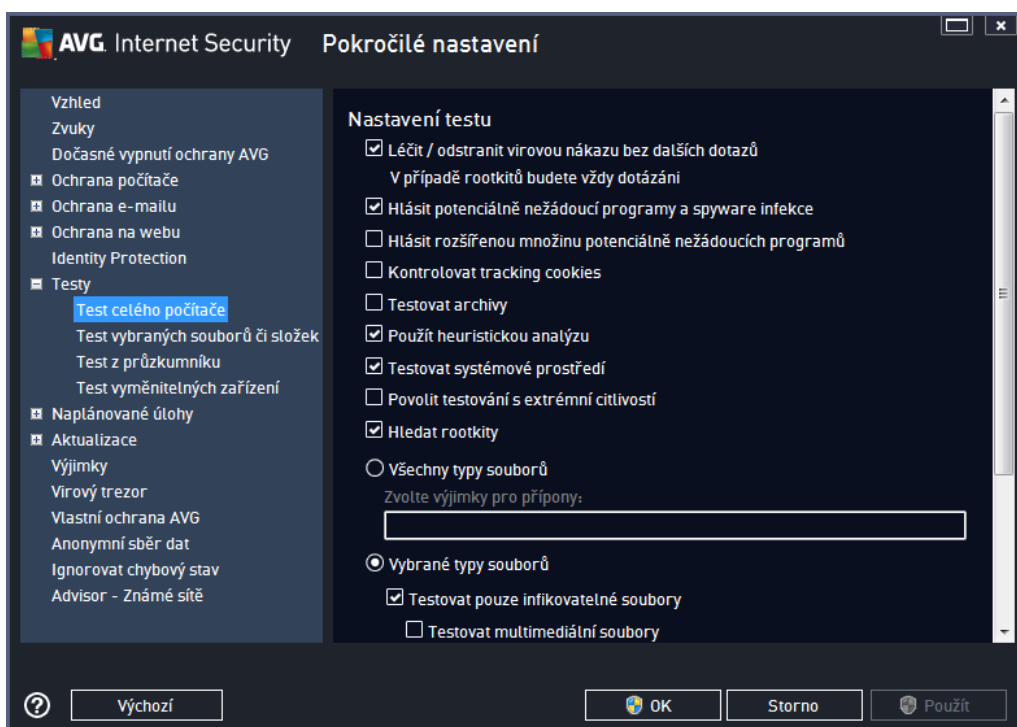 AVG. Internet Security Pokročilé nastavení
Vzhled
Zvuky
Dočasné vypnutí ochrany AVG
Ochrana počítače
Ochrana e-mailu
Ochrana na webu
Identity Protection
Testy
Test celého počítače
Test vybraných souborů či složek
Test z průzkumníku
Test vyměnitelných zařízení
Naplánované úlohy
Aktualizace
Výjimky
Virový trezor
Vlastní ochrana AVG
Anonymní sběr dat
Ignorovat chybový stav
Advisor - Známé sítě
Nastavení testu
Léčit / odstranit virovou nákazu bez dalších dotazů
V případě rootkitů budete vždy dotázáni
Hlásit potenciálně nežádoucí programy a spyware infekce
Hlásit rozšířenou množinu potenciálně nežádoucích programů
Kontrolovat tracking cookies
Testovat archivy
Použít heuristickou analýzu
Testovat systémové prostředí
Povolit testování s extrémní citlivostí
Hledat rootkity
Všechny typy souborů
Zvolte výjimky pro přípony:
Vybrané typy souborů
Testovat pouze infikovatelné soubory
Testovat multimediální soubory
Výchozí
OK
Storno
Použít